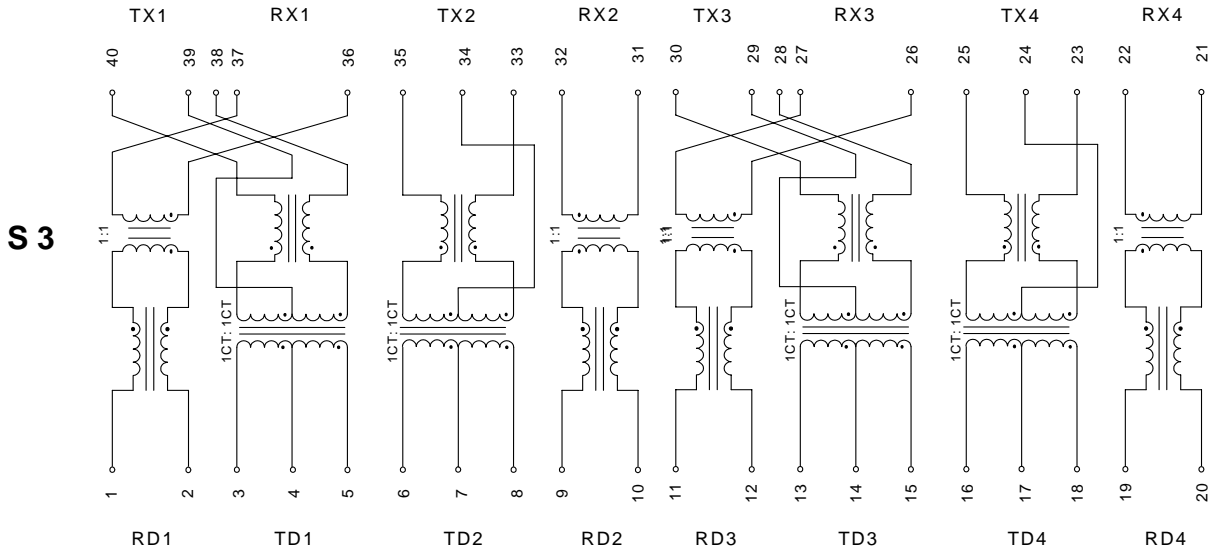 TX1 RX1 TX2 RX2 TX3 RX3 TX4 RX4
40 39 38 37 36 35 34 33 32 31 30 29 28 27 26 25 24 23 22 21
S 3
1:1 1CT: 1CT 1CT: 1CT 1:1 1:1 1CT: 1CT 1CT: 1CT 1:1
1 2 3 4 5 6 7 8 9 10 11 12 13 14 15 16 17 18 19 20
RD1 TD1 TD2 RD2 RD3 TD3 TD4 RD4